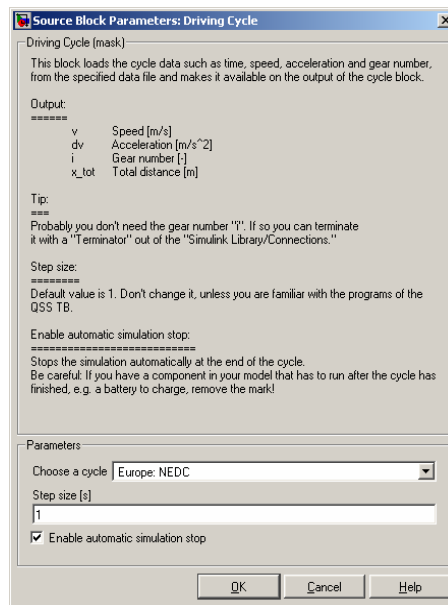 Source Block Parameters: Driving Cycle
Driving Cycle (mask)
This block loads the cycle data such as time, speed, acceleration and gear number,
from the specified data file and makes it available on the output of the cycle block.
Output:
======
v Speed [m/s]
dv Acceleration [m/s^2]
i Gear number [-]
x_tot Total distance [m]
Tip:
===
Probably you don't need the gear number "i". If so you can terminate
it with a "Terminator" out of the "Simulink Library/Connections."
Step size:
========
Default value is 1. Don't change it, unless you are familiar with the programs of the
QSS TB.
Enable automatic simulation stop:
===========================
Stops the simulation automatically at the end of the cycle.
Be careful: If you have a component in your model that has to run after the cycle has
finished, e.g. a battery to charge, remove the mark!
Parameters
Choose a cycle Europe: NEDC
Step size [s]
1
Enable automatic simulation stop
OK Cancel Help